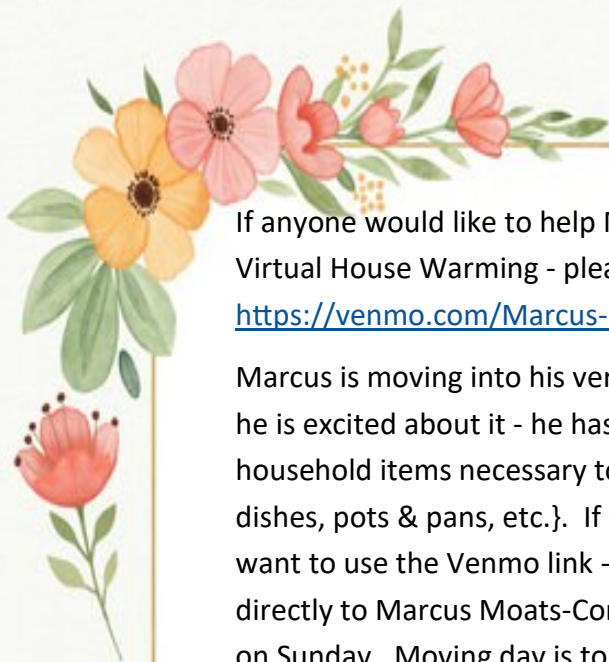 If anyone would like to help
Virtual House Warming - plea
https://venmo.com/Marcus-
Marcus is moving into his ver
he is excited about it - he has
household items necessary to
dishes, pots & pans, etc.}.  If
want to use the Venmo link -
directly to Marcus Moats-Cor
on Sunday.  Moving day is to